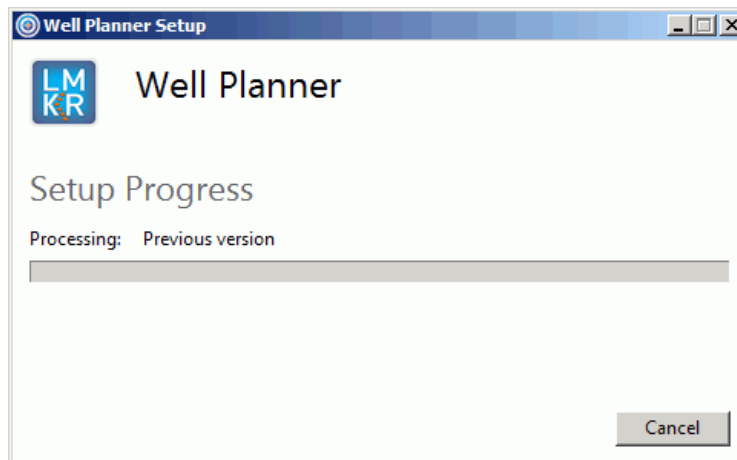 Well Planner Setup
LM
KR
Well Planner
Setup Progress
Processing: Previous version
Cancel